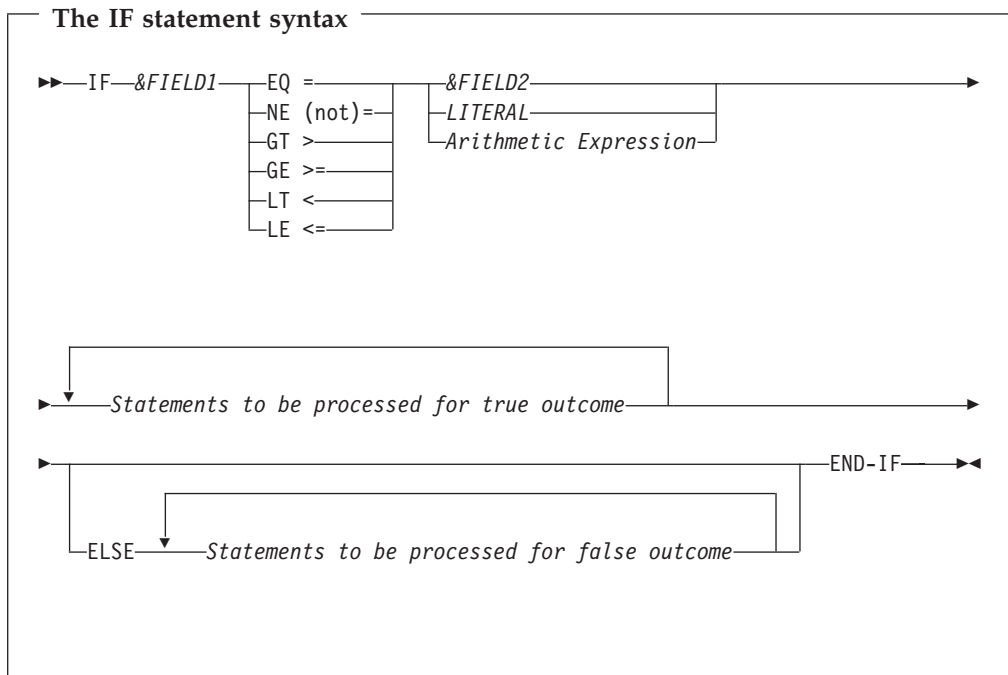 The IF statement syntax
IF &FIELD1 EQ = &FIELD2
NE (not)= LITERAL
GT > Arithmetic Expression
GE >=
LT <
LE <=
Statements to be processed for true outcome
END-IF
ELSE Statements to be processed for false outcome